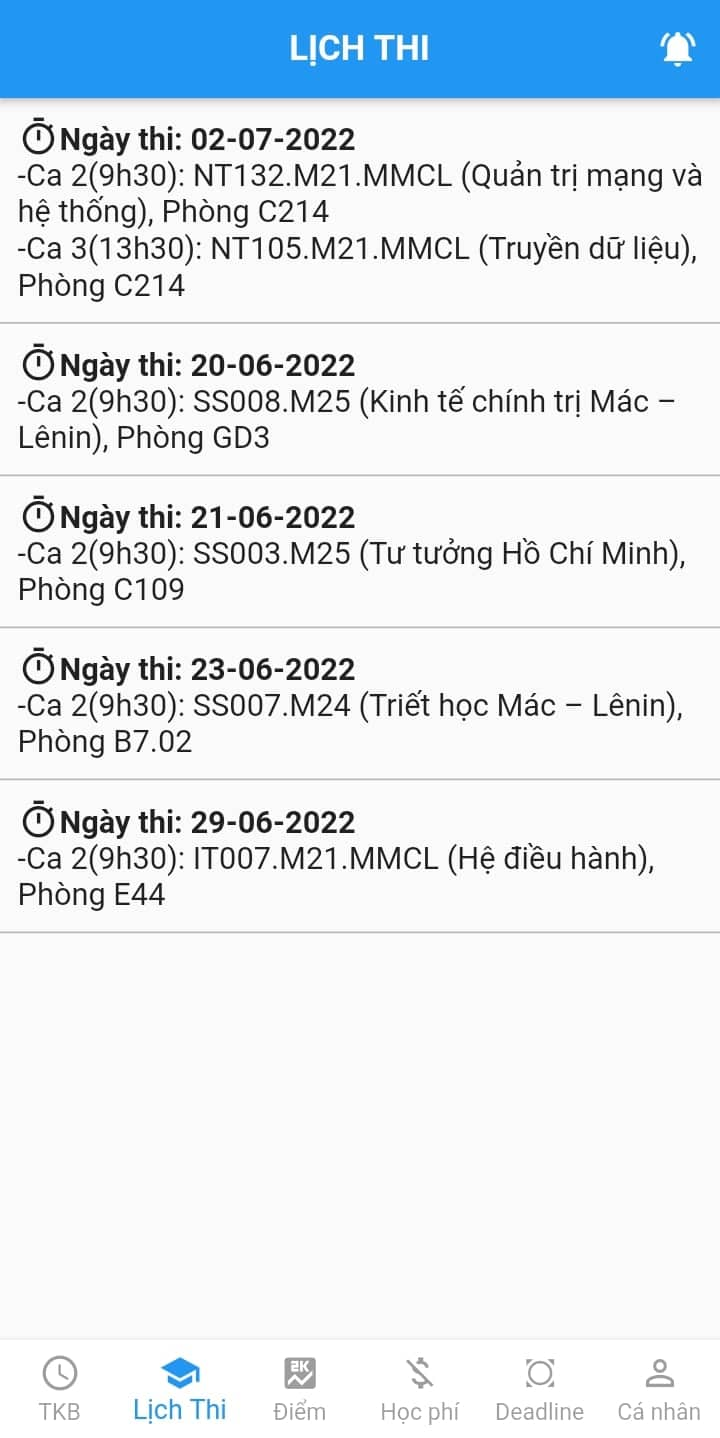 LỊCH THI
Ngày thi: 02-07-2022
-Ca 2(9h30): NT132.M21.MMCL (Quản trị mạng và
hệ thống), Phòng C214
-Ca 3(13h30): NT105.M21.MMCL (Truyền dữ liệu),
Phòng C214
Ngày thi: 20-06-2022
-Ca 2(9h30): SS008.M25 (Kinh tế chính trị Mác –
Lênin), Phòng GD3
Ngày thi: 21-06-2022
-Ca 2(9h30): SS003.M25 (Tư tưởng Hồ Chí Minh),
Phòng C109
Ngày thi: 23-06-2022
-Ca 2(9h30): SS007.M24 (Triết học Mác – Lênin),
Phòng B7.02
Ngày thi: 29-06-2022
-Ca 2(9h30): IT007.M21.MMCL (Hệ điều hành),
Phòng E44
2K
TKB Lịch Thi Điểm Học phí Deadline Cá nhân